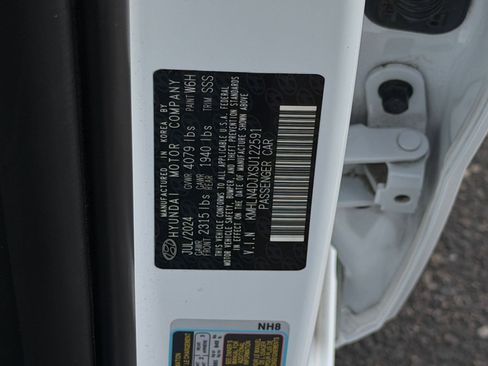 MADE IN KOREA BY
HYUNDAI MOTOR COMPANY
JUL/2024 GVWR 4079 lbs PAINT W6H
GAWR FRONT 2315 lbs GAWR REAR 1940 lbs TRIM SSS
THIS VEHICLE CONFORMS TO ALL APPLICABLE U.S.A. FEDERAL
MOTOR VEHICLE SAFETY, BUMPER AND THEFT PREVENTION STANDARDS
IN EFFECT ON THE DATE OF MANUFACTURE SHOWN ABOVE.
V.I.N KMHLN4DJXSU122591
PASSENGER CAR
NH8